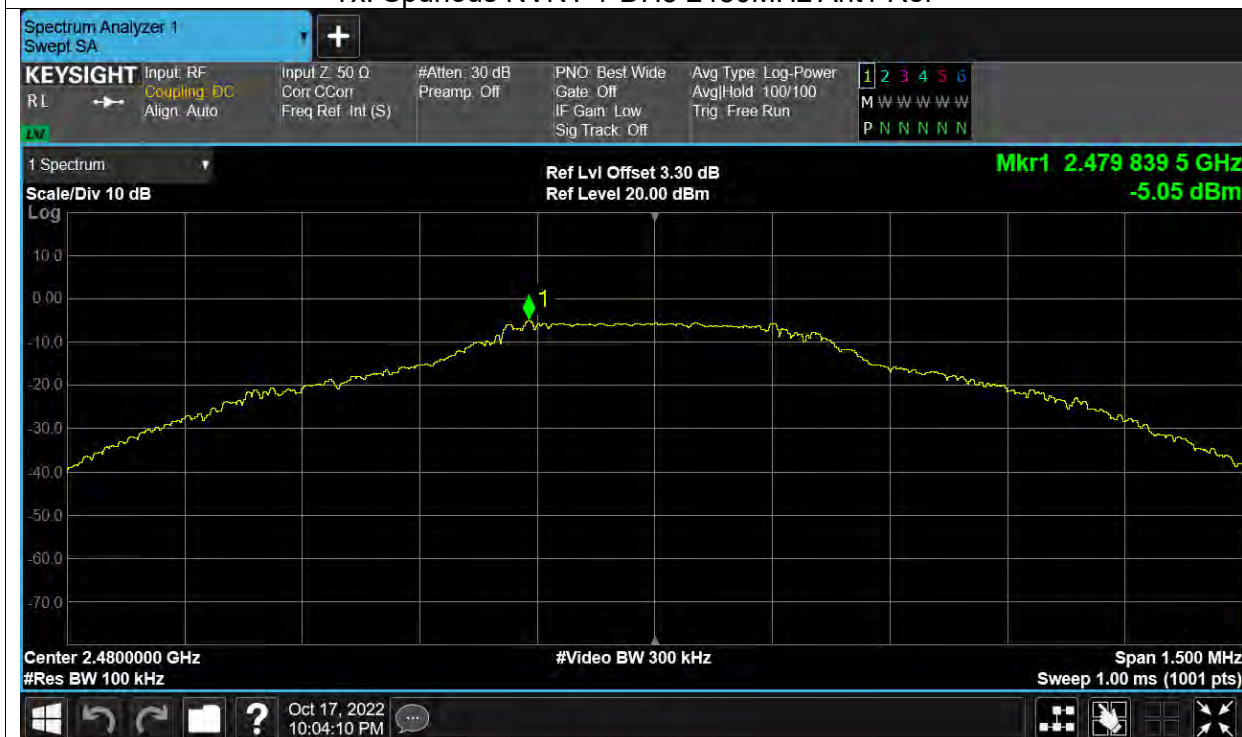 Spectrum Analyzer 1
Swept SA
+
KEYSIGHT
RL
LXI
Input: RF
Coupling: DC
Align: Auto
Input Z: 50 Ω
Corr CCorr
Freq Ref: Int (S)
#Atten: 30 dB
Preamp: Off
PNO: Best Wide
Gate: Off
IF Gain: Low
Sig Track: Off
Avg Type: Log-Power
Avg|Hold: 100/100
Trig: Free Run
1 2 3 4 5 6
M W W W W W W
P N N N N N N
1 Spectrum
Scale/Div 10 dB
Log
Ref Lvl Offset 3.30 dB
Ref Level 20.00 dBm
Mkr1 2.479 839 5 GHz
-5.05 dBm
10.0
0.00
-10.0
-20.0
-30.0
-40.0
-50.0
-60.0
-70.0
1
Center 2.4800000 GHz
#Res BW 100 kHz
#Video BW 300 kHz
Span 1.500 MHz
Sweep 1.00 ms (1001 pts)
?
Oct 17, 2022
10:04:10 PM